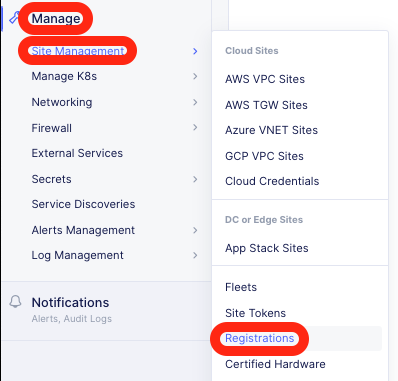 Manage
Site Management
Manage K8s
Networking
Firewall
External Services
Secrets
Service Discoveries
Alerts Management
Log Management
Notifications
Alerts, Audit Logs
Cloud Sites
AWS VPC Sites
AWS TGW Sites
Azure VNET Sites
GCP VPC Sites
Cloud Credentials
DC or Edge Sites
App Stack Sites
Fleets
Site Tokens
Registrations
Certified Hardware